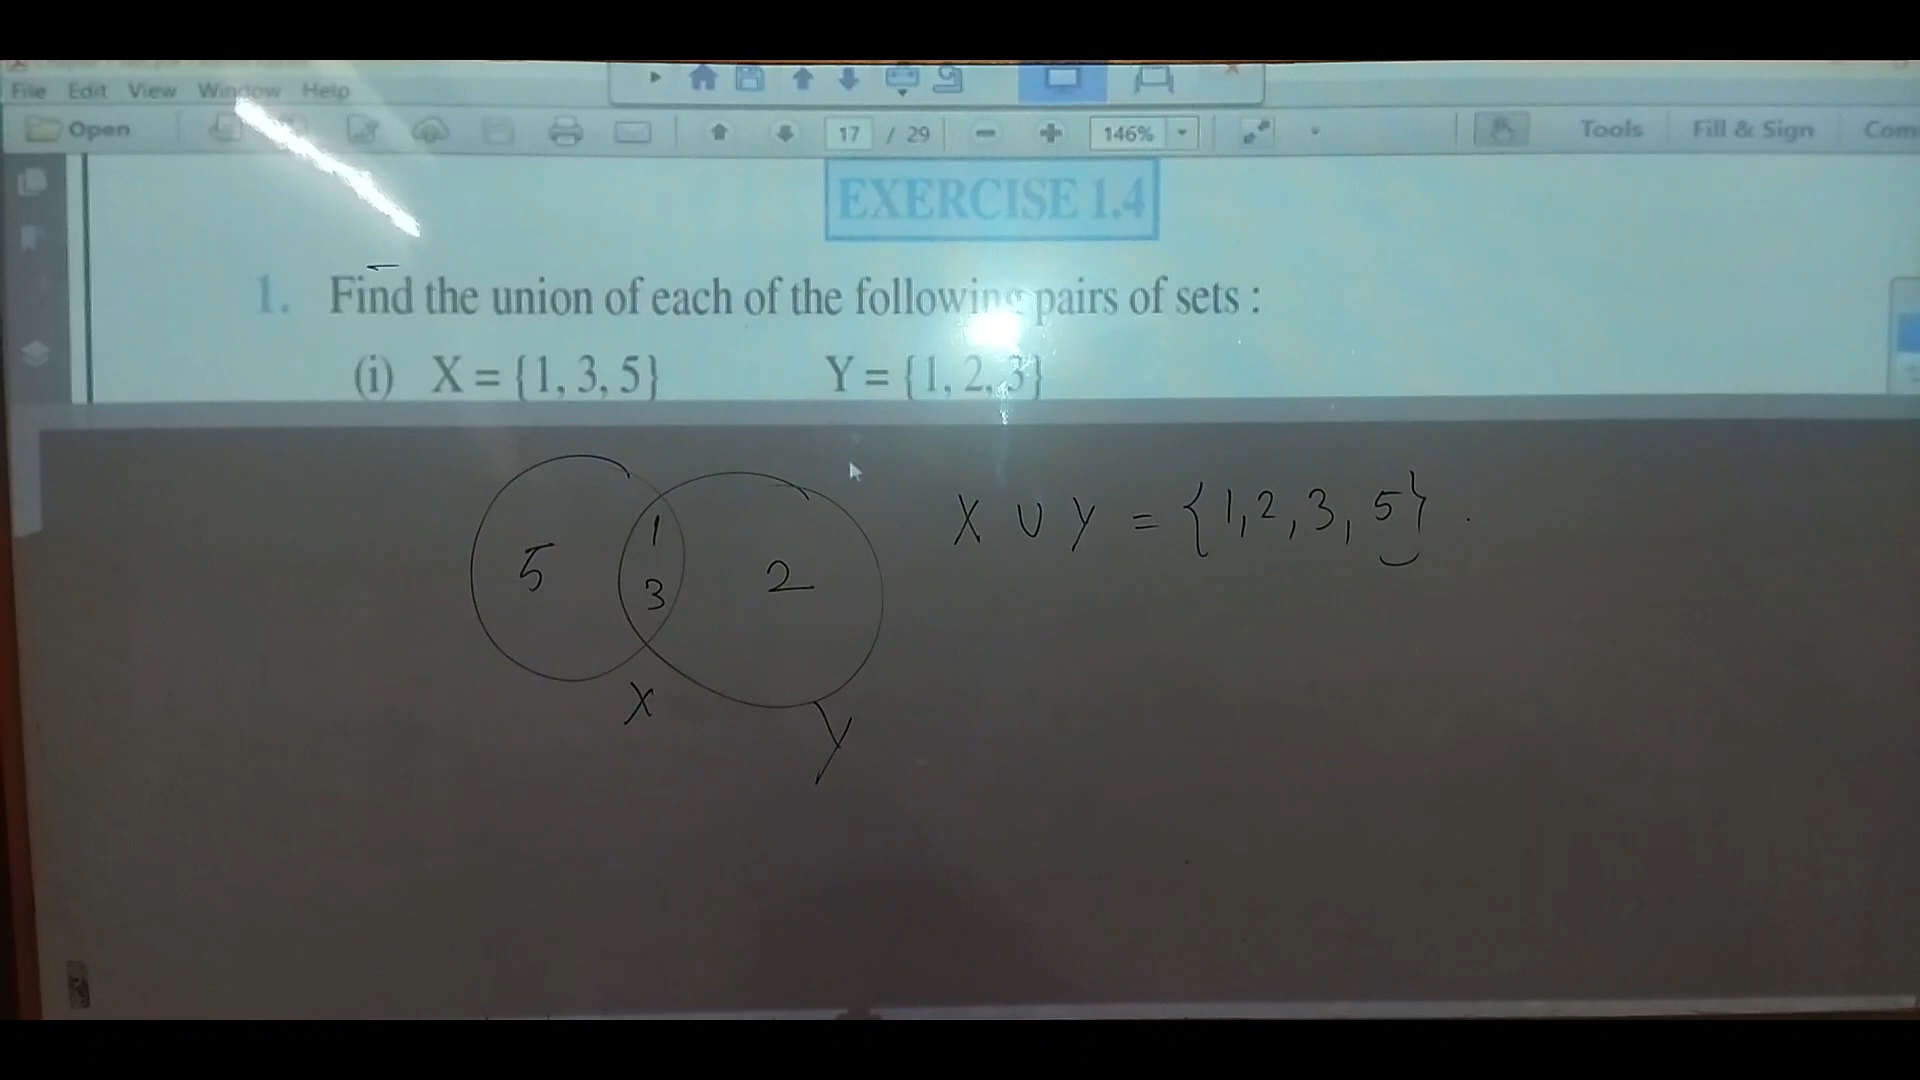 File Edit View Window Help
Open 17 / 29 146% Tools Fill & Sign Com
EXERCISE 1.4
1. Find the union of each of the following pairs of sets :
(i) X = {1, 3, 5} Y = {1, 2, 3}
X ∪ Y = {1, 2, 3, 5} .
1
5 3 2
X
Y